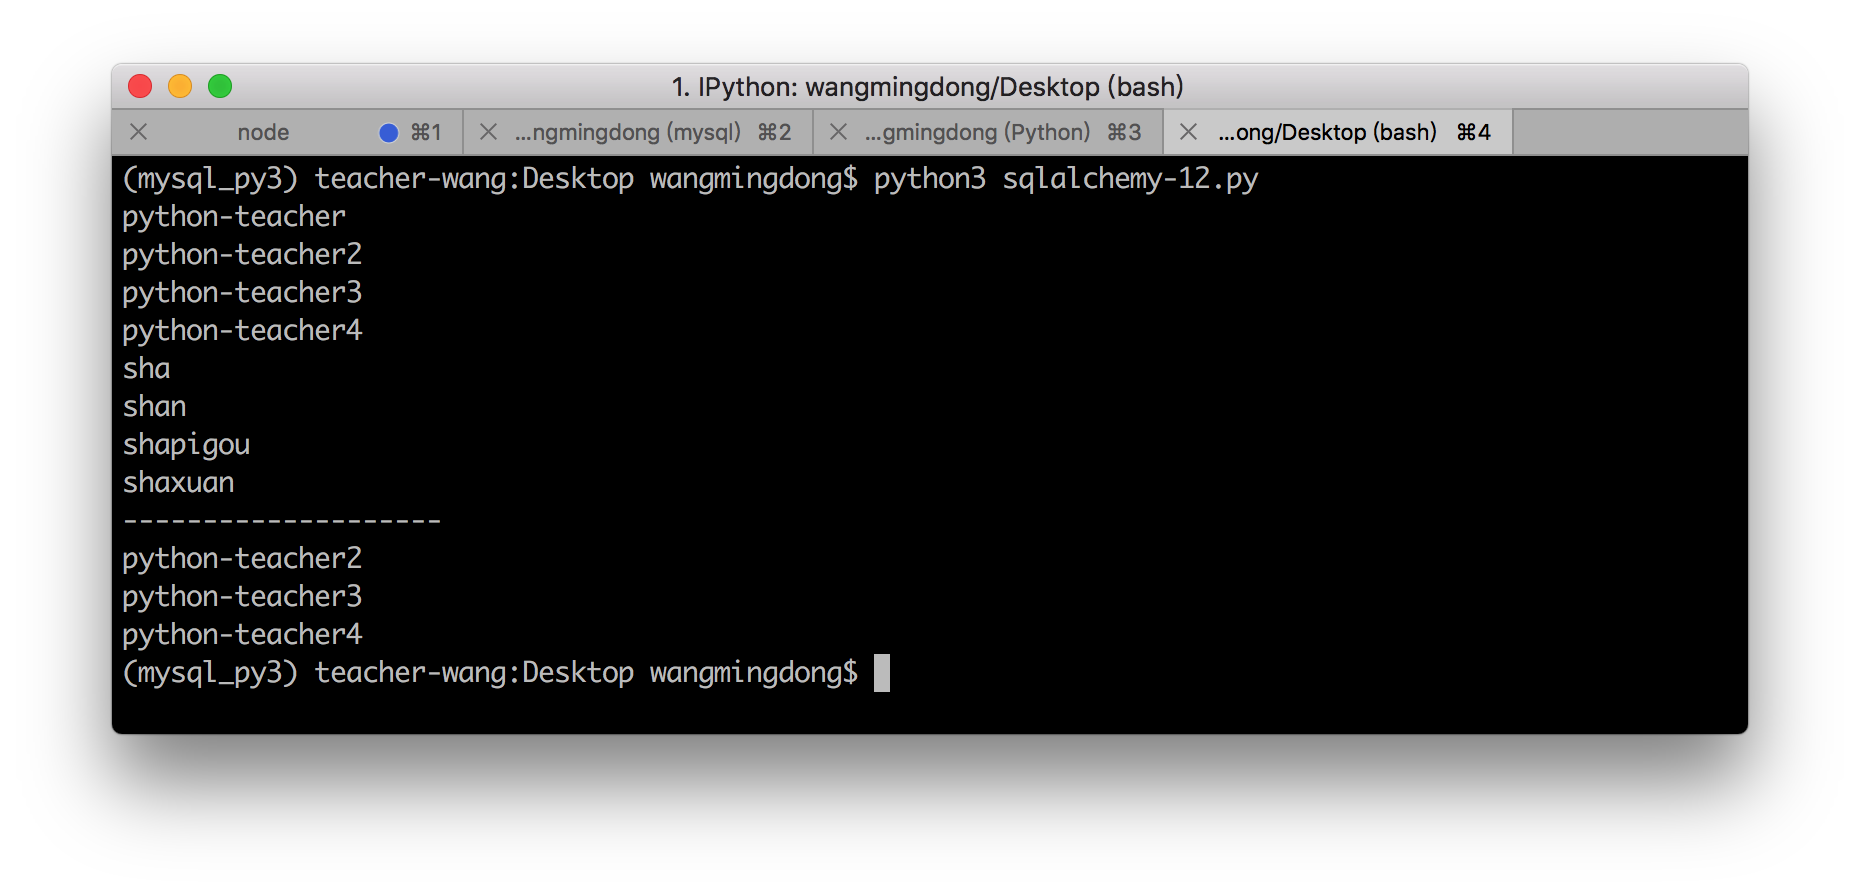 1. IPython: wangmingdong/Desktop (bash)
node ⌘1 ...ngmingdong (mysql) ⌘2 ...gmingdong (Python) ⌘3 ...ong/Desktop (bash) ⌘4
(mysql_py3) teacher-wang:Desktop wangmingdong$ python3 sqlalchemy-12.py
python-teacher
python-teacher2
python-teacher3
python-teacher4
sha
shan
shapigou
shaxuan
--------------------
python-teacher2
python-teacher3
python-teacher4
(mysql_py3) teacher-wang:Desktop wangmingdong$